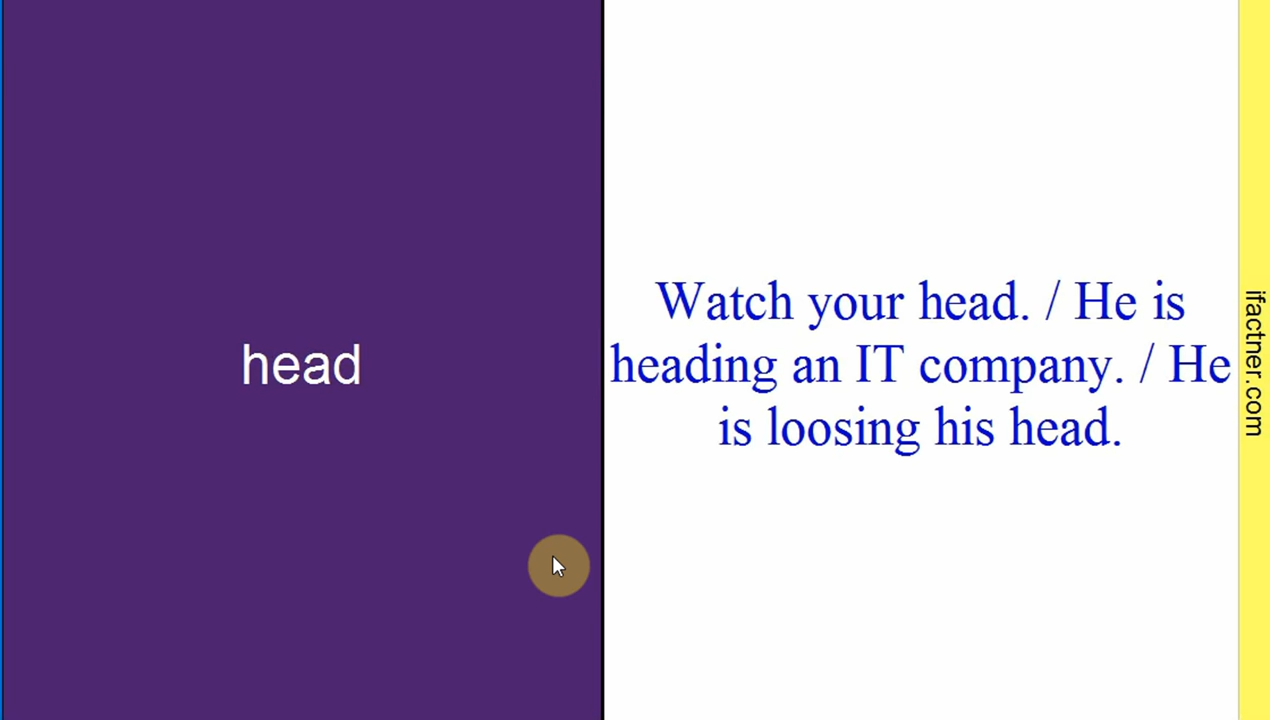 head
Watch your head. / He is
heading an IT company. / He
is loosing his head.
ifactner.com